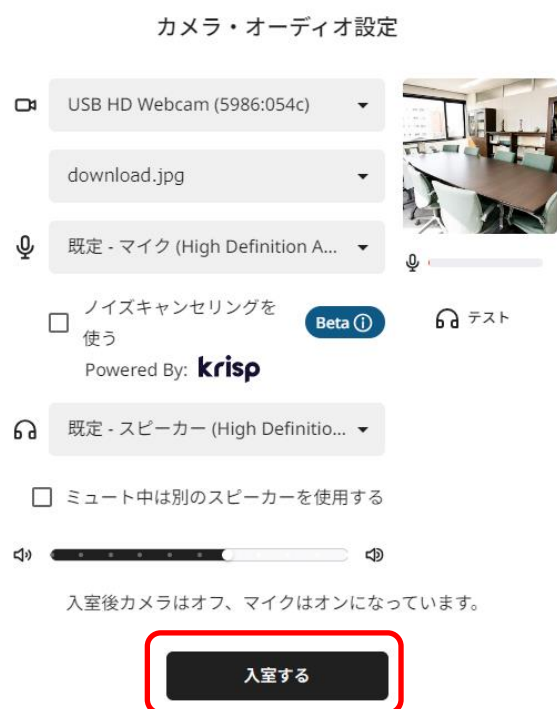 カメラ・オーディオ設定
USB HD Webcam (5986:054c)
download.jpg
既定 - マイク (High Definition A...
ノイズキャンセリングを
使う
Beta
Powered By: krisp
テスト
既定 - スピーカー (High Definitio...
ミュート中は別のスピーカーを使用する
入室後カメラはオフ、マイクはオンになっています。
入室する